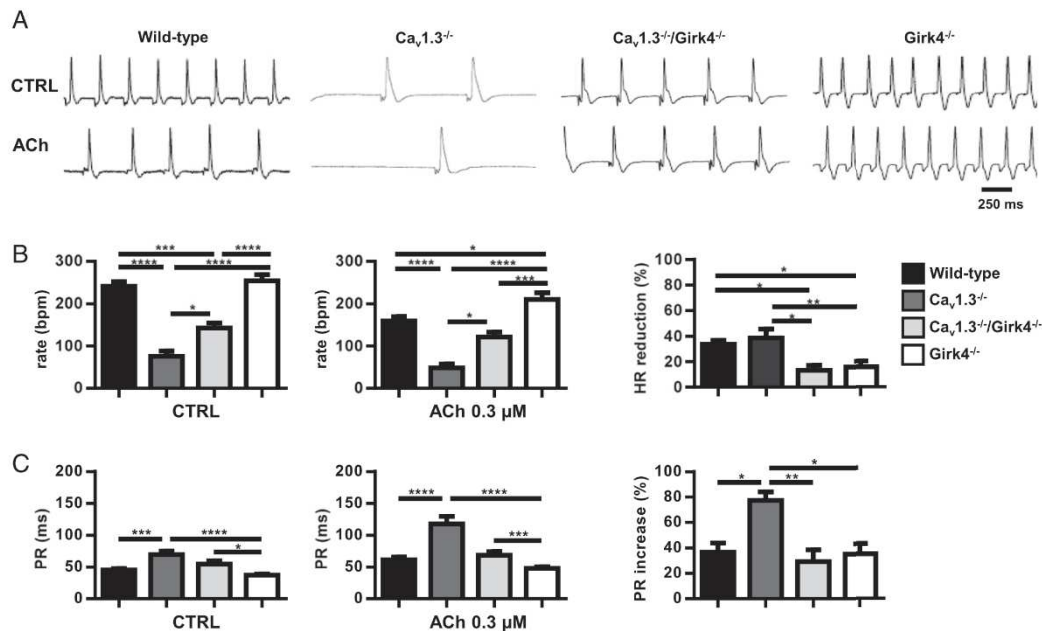 A
Wild-type Caᵥ1.3⁻/⁻ Caᵥ1.3⁻/⁻/Girk4⁻/⁻ Girk4⁻/⁻
CTRL
ACh
250 ms
B
300
200
100
0
rate (bpm)
*** ****
**** ****
*
CTRL
300
200
100
0
rate (bpm)
*
**** ****
***
*
ACh 0.3 µM
100
80
60
40
20
0
HR reduction (%)
*
* **
*
Wild-type
Caᵥ1.3⁻/⁻
Caᵥ1.3⁻/⁻/Girk4⁻/⁻
Girk4⁻/⁻
C
200
150
100
50
0
PR (ms)
*** ****
*
CTRL
200
150
100
50
0
PR (ms)
**** ****
***
ACh 0.3 µM
100
80
60
40
20
0
PR increase (%)
*
* **